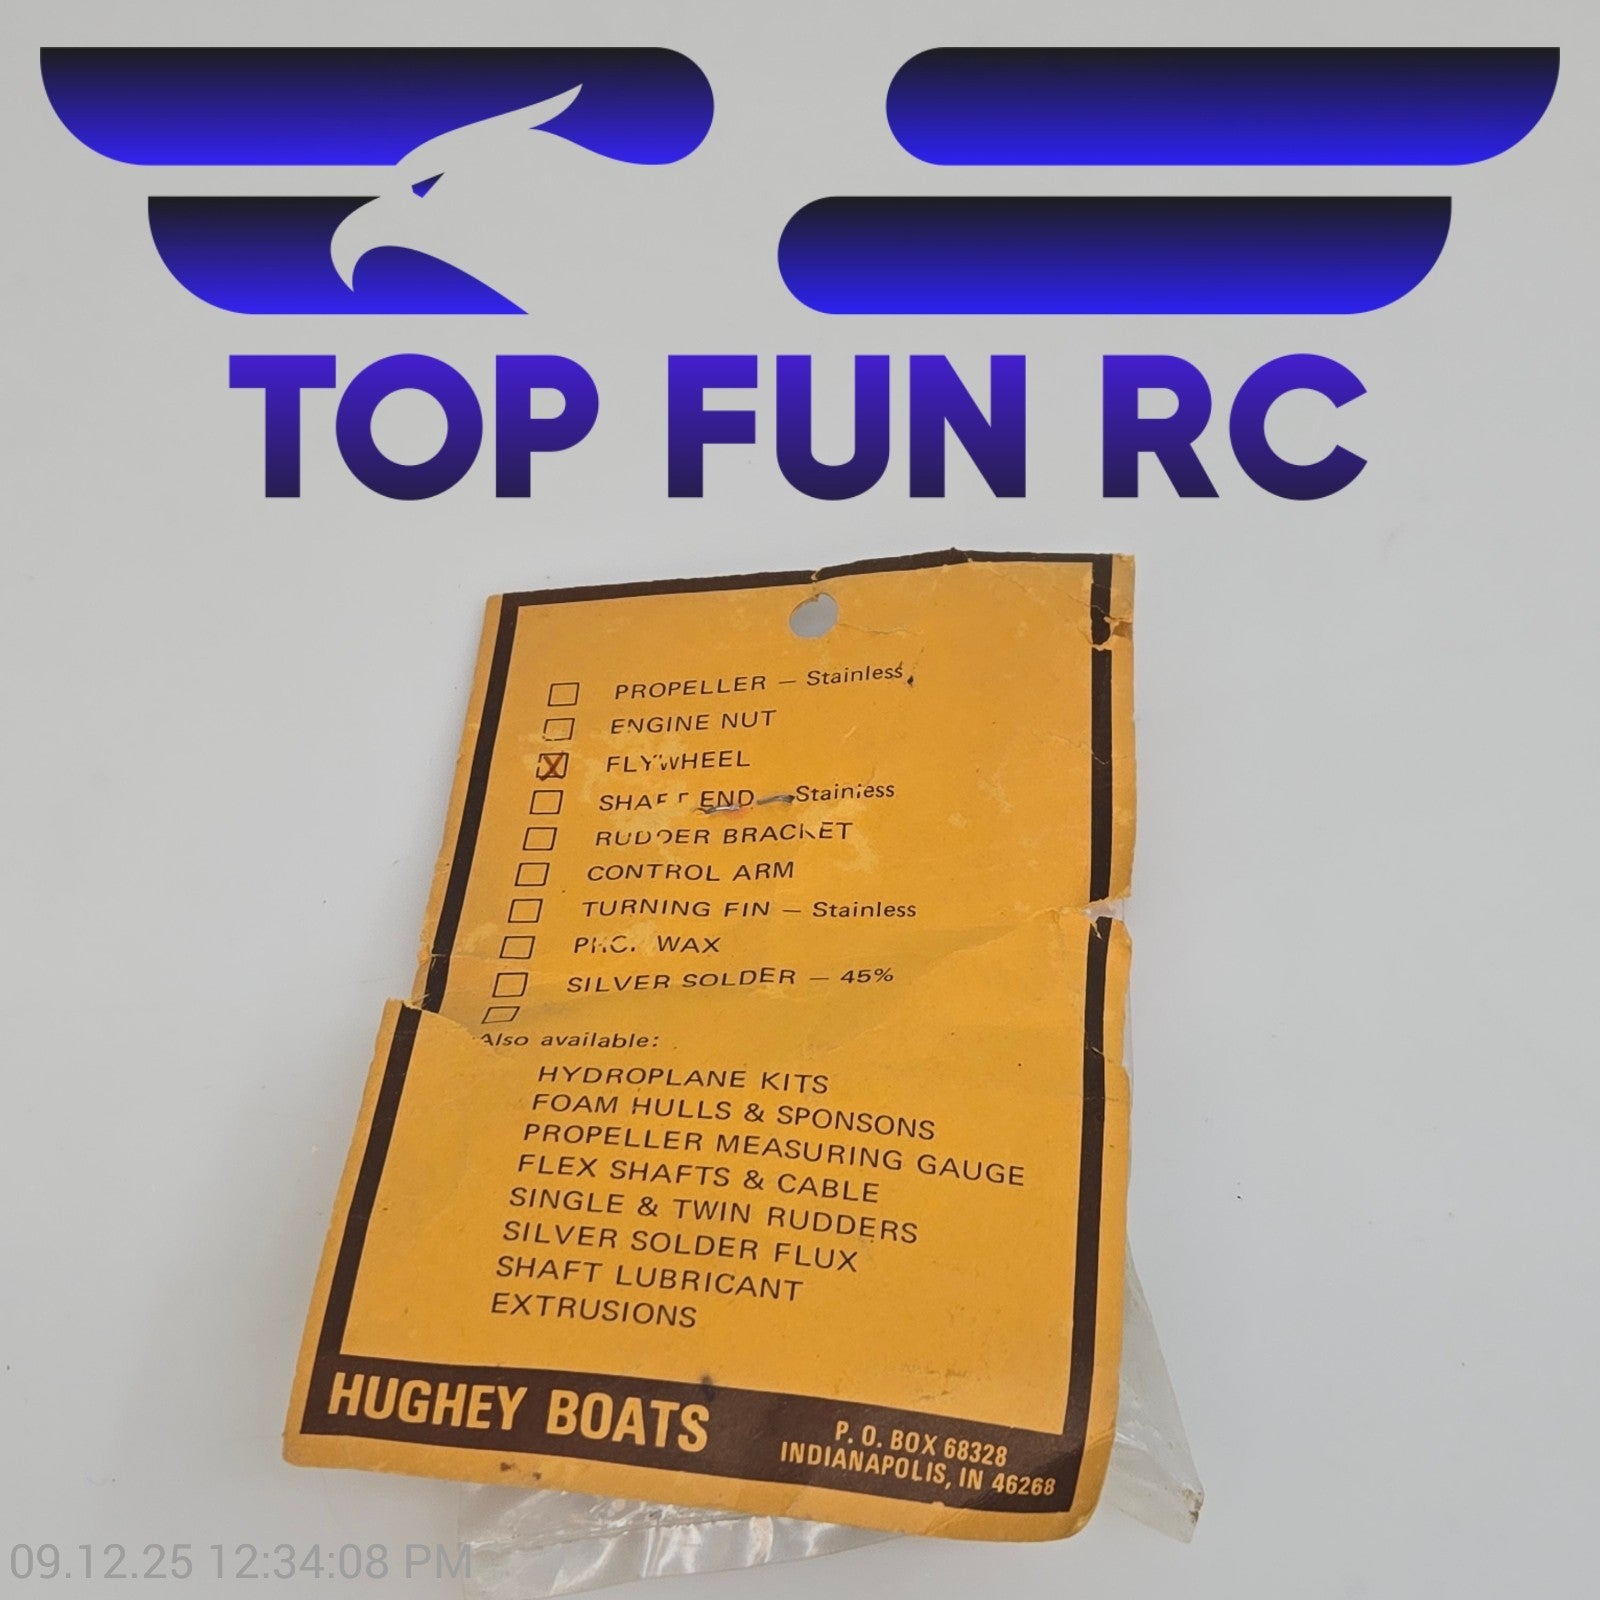 TOP FUN RC
PROPELLER — Stainless
ENGINE NUT
X FLYWHEEL
SHAFT END — Stainless
RUDDER BRACKET
CONTROL ARM
TURNING FIN — Stainless
WAX
SILVER SOLDER — 45%
Also available:
HYDROPLANE KITS
FOAM HULLS & SPONSONS
PROPELLER MEASURING GAUGE
FLEX SHAFTS & CABLE
SINGLE & TWIN RUDDERS
SILVER SOLDER FLUX
SHAFT LUBRICANT
EXTRUSIONS
HUGHEY BOATS
P. O. BOX 68328
INDIANAPOLIS, IN 46268
09.12.25 12:34:08 PM